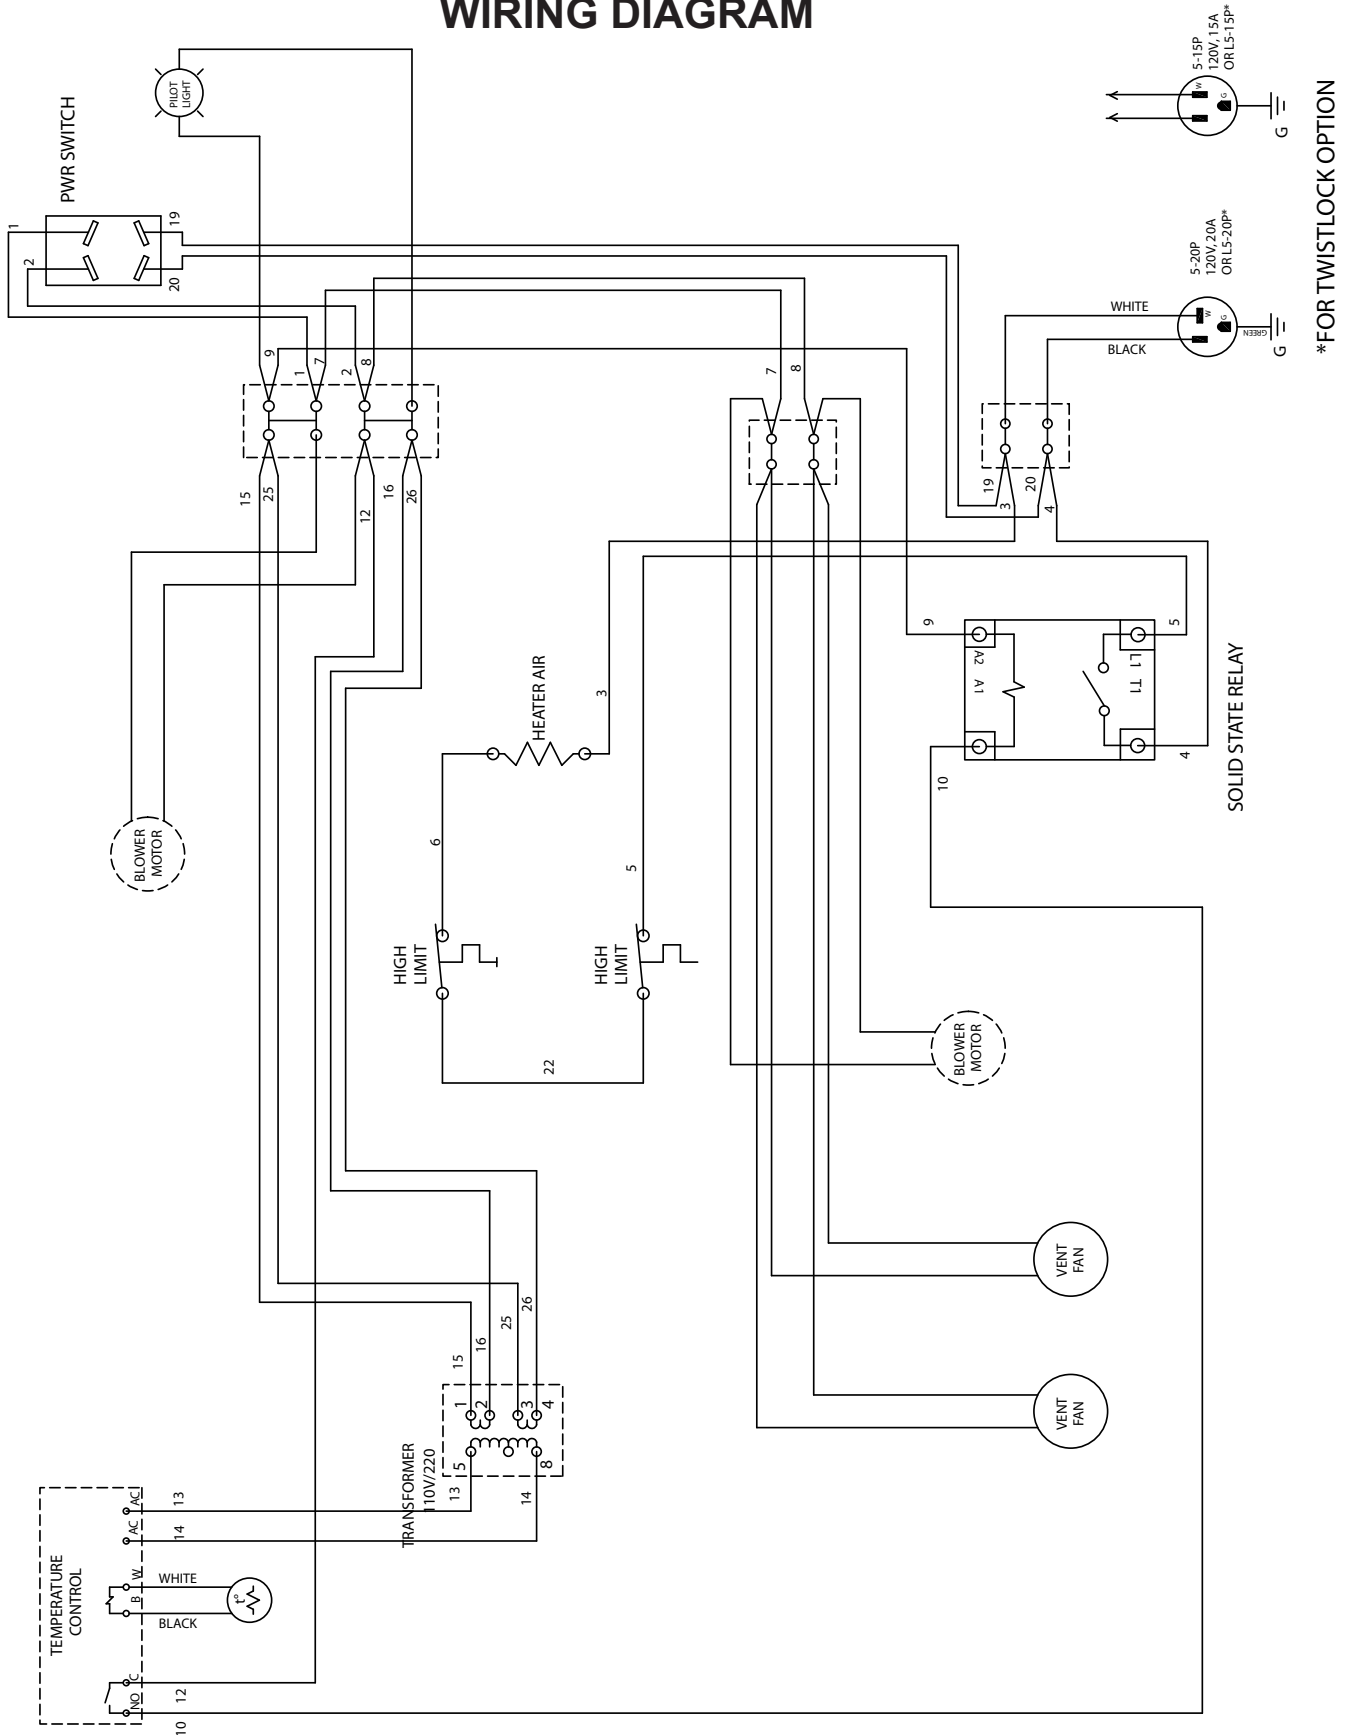 WIRING DIAGRAM
PILOT
LIGHT
PWR SWITCH
1
2
19
20
5-15P
120V, 15A
OR L5-15P*
W
G
G
5-20P
120V, 20A
OR L5-20P*
W
G
GREEN
G
*FOR TWISTLOCK OPTION
WHITE
BLACK
9
1
7
2
8
15
25
12
16
26
7
8
19
3
20
4
BLOWER
MOTOR
HEATER AIR
3
6
5
HIGH
LIMIT
HIGH
LIMIT
22
9
A2 A1
L1 T1
5
4
10
SOLID STATE RELAY
BLOWER
MOTOR
VENT
FAN
VENT
FAN
15
16
25
26
1
2
3
4
5
8
13
14
TRANSFORMER
110V/220
TEMPERATURE
CONTROL
AC
13
AC
14
W
WHITE
B
BLACK
t°
C
12
NO
10